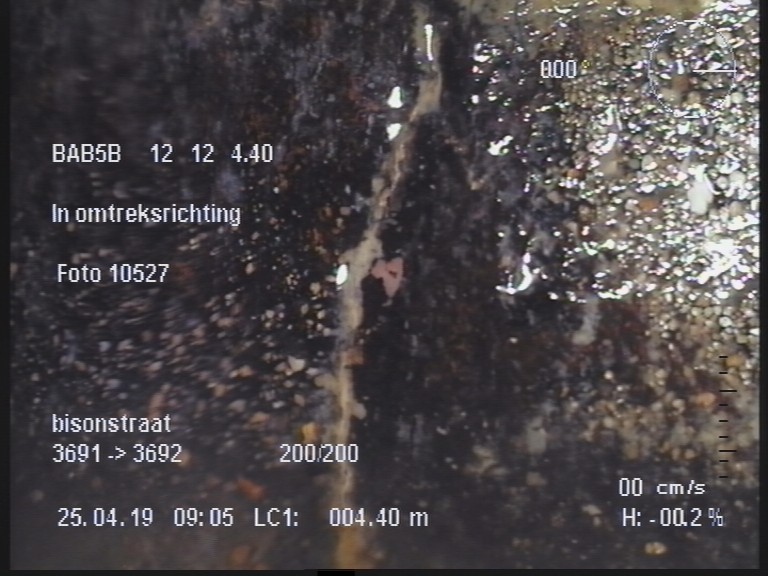 000°
BAB5B 12 12 4.40
In omtreksrichting
Foto 10527
bisonstraat
3691 -> 3692 200/200
00 cm/s
25.04.19 09:05 LC1: 004.40 m H: -00.2 %